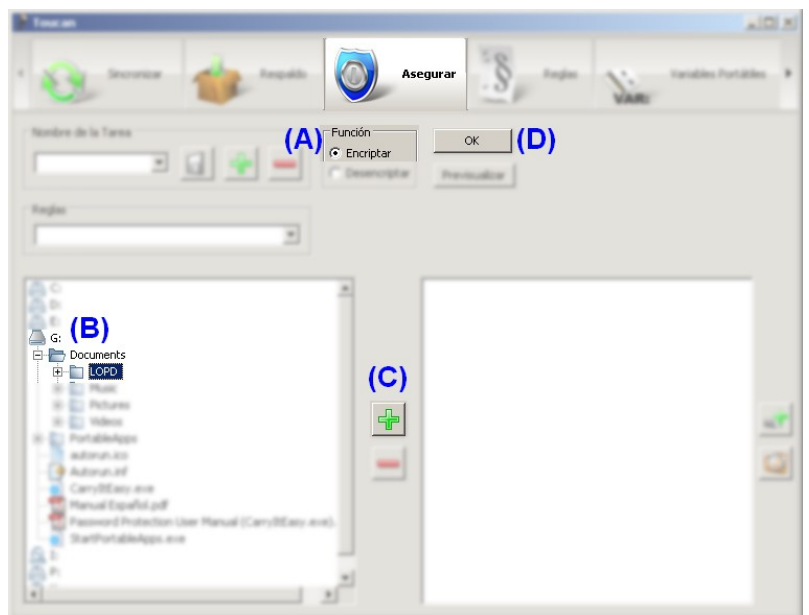 Toucan
Sincronizar
Respaldo
Asegurar
Reglas
Variables Portátiles
VAR:
Nombre de la Tarea
(A)
Función
Encriptar
Desencriptar
OK
(D)
Previsualizar
Reglas
C:
D:
E:
(B)
G:
Documents
LOPD
Music
Pictures
Videos
PortableApps
autorun.ico
Autorun.inf
CarryItEasy.exe
Manual Español.pdf
Password Protection User Manual (CarryItEasy.exe).
StartPortableApps.exe
I:
P:
(C)